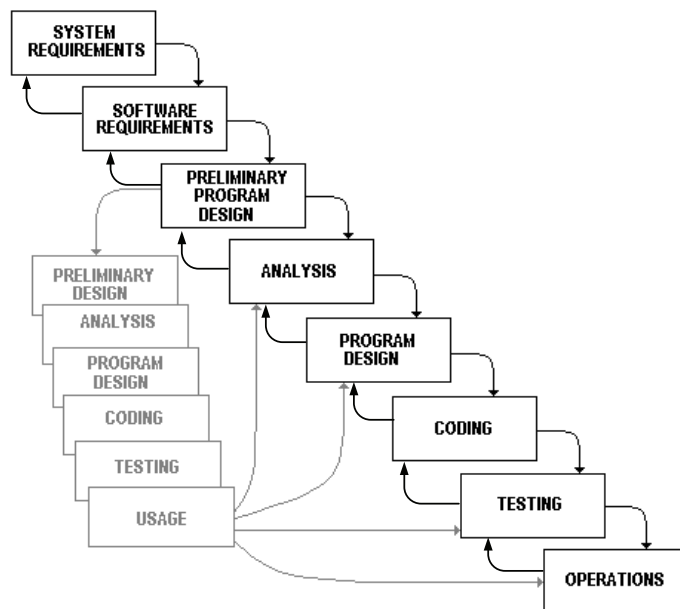 SYSTEM
REQUIREMENTS
SOFTWARE
REQUIREMENTS
PRELIMINARY
PROGRAM
DESIGN
ANALYSIS
PROGRAM
DESIGN
CODING
TESTING
OPERATIONS
PRELIMINARY
DESIGN
ANALYSIS
PROGRAM
DESIGN
CODING
TESTING
USAGE